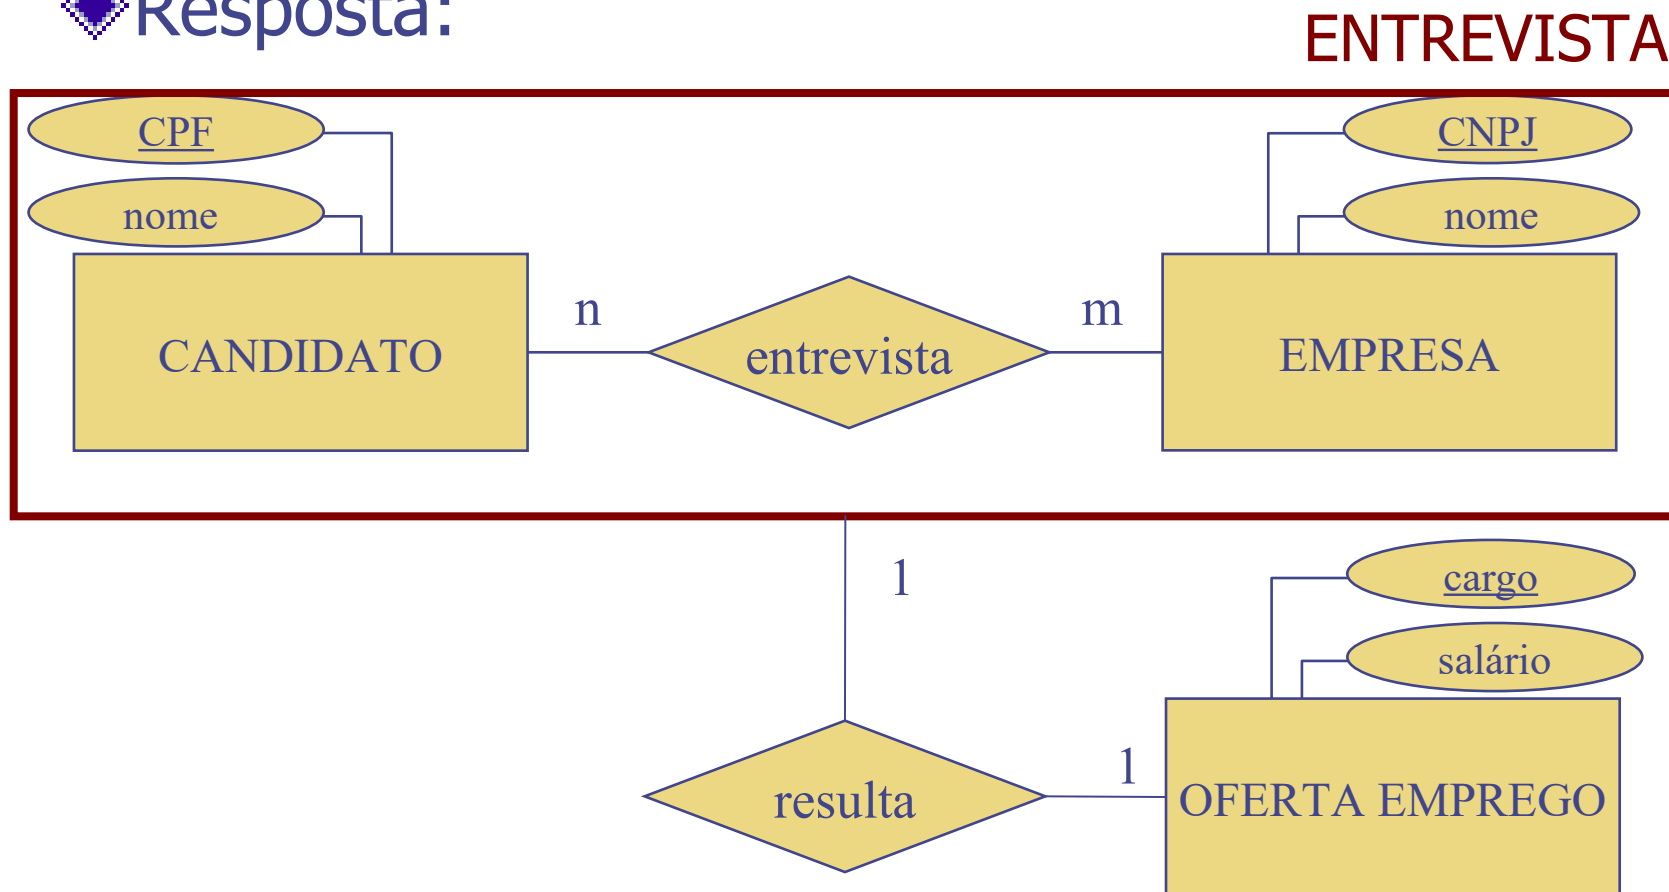 Resposta:
ENTREVISTA
CPF
CNPJ
nome
nome
CANDIDATO
n
entrevista
m
EMPRESA
1
cargo
salário
resulta
1
OFERTA EMPREGO